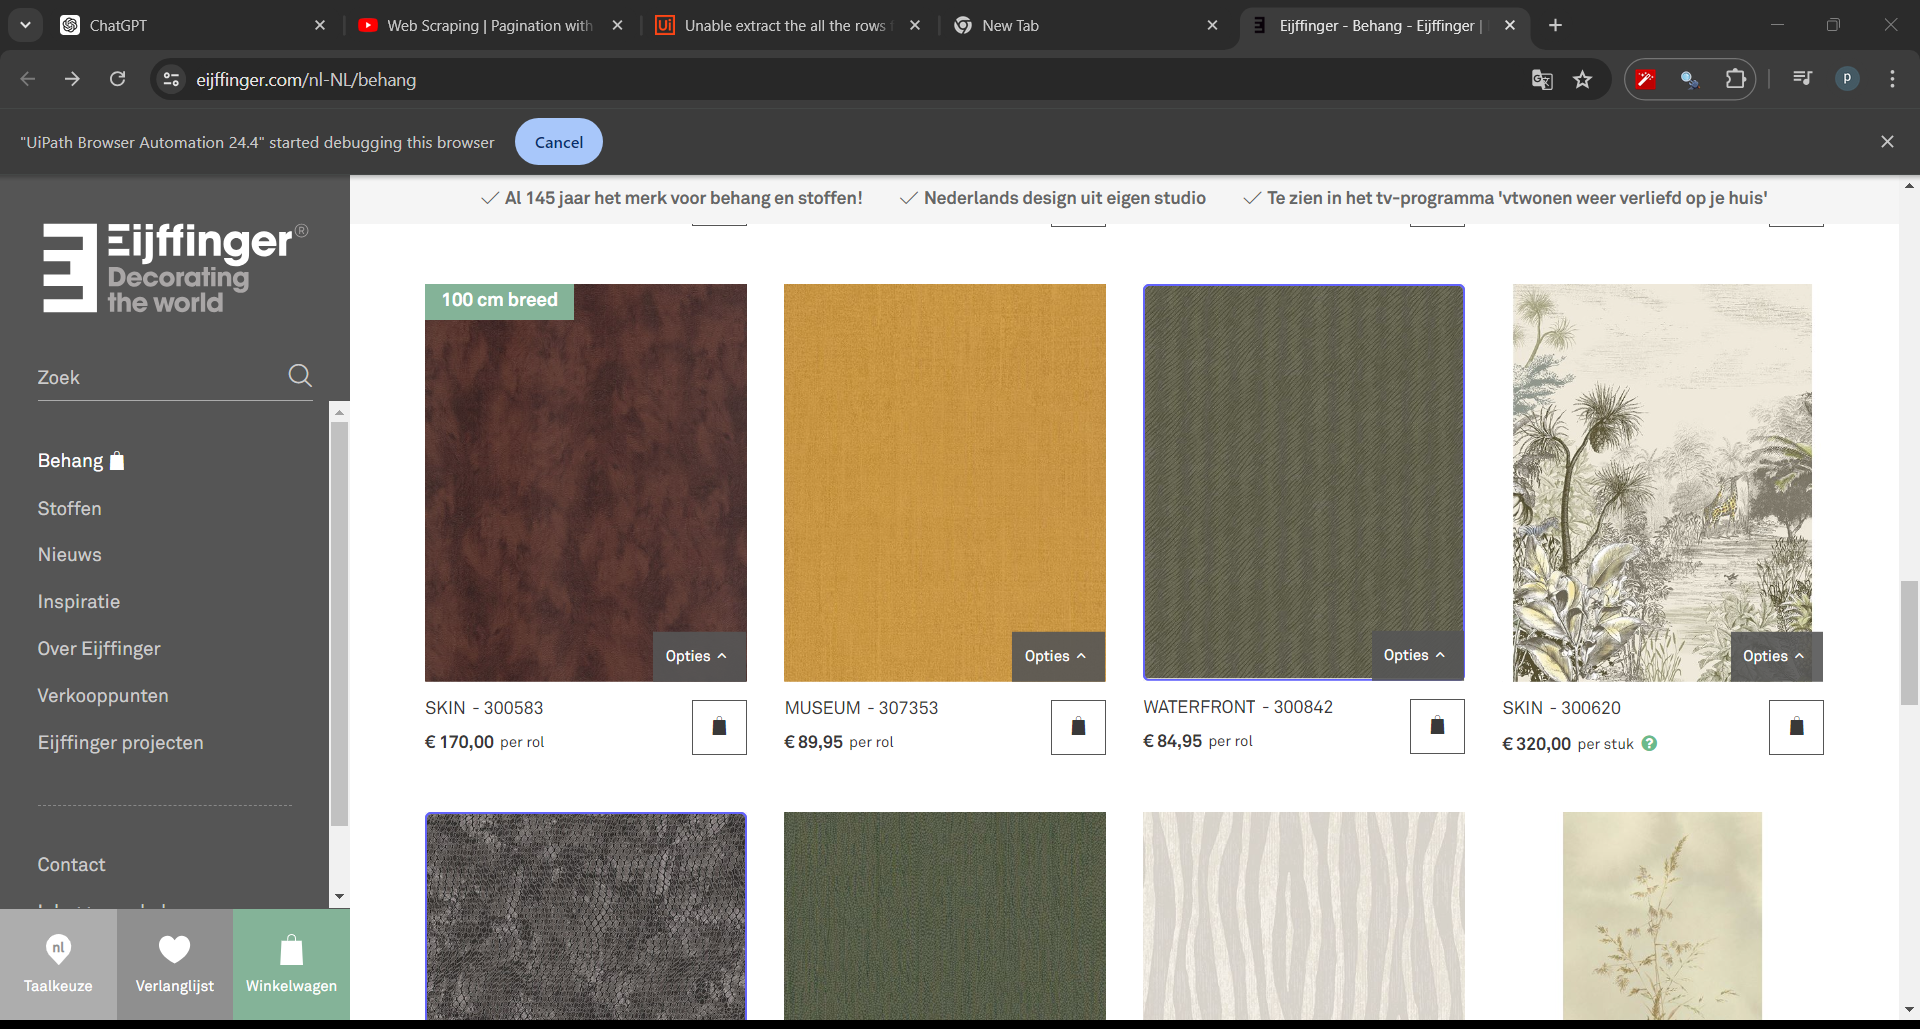 ChatGPT
Web Scraping | Pagination with
Unable extract the all the rows
New Tab
Eijffinger - Behang - Eijffinger |
eijffinger.com/nl-NL/behang
p
"UiPath Browser Automation 24.4" started debugging this browser
Cancel
Al 145 jaar het merk voor behang en stoffen!
Nederlands design uit eigen studio
Te zien in het tv-programma 'vtwonen weer verliefd op je huis'
Eijffinger®
Decorating
the world
Zoek
Behang
Stoffen
Nieuws
Inspiratie
Over Eijffinger
Verkooppunten
Eijffinger projecten
Contact
nl
Taalkeuze
Verlanglijst
Winkelwagen
100 cm breed
Opties
Opties
Opties
Opties
SKIN - 300583
€ 170,00 per rol
MUSEUM - 307353
€ 89,95 per rol
WATERFRONT - 300842
€ 84,95 per rol
SKIN - 300620
€ 320,00 per stuk ?